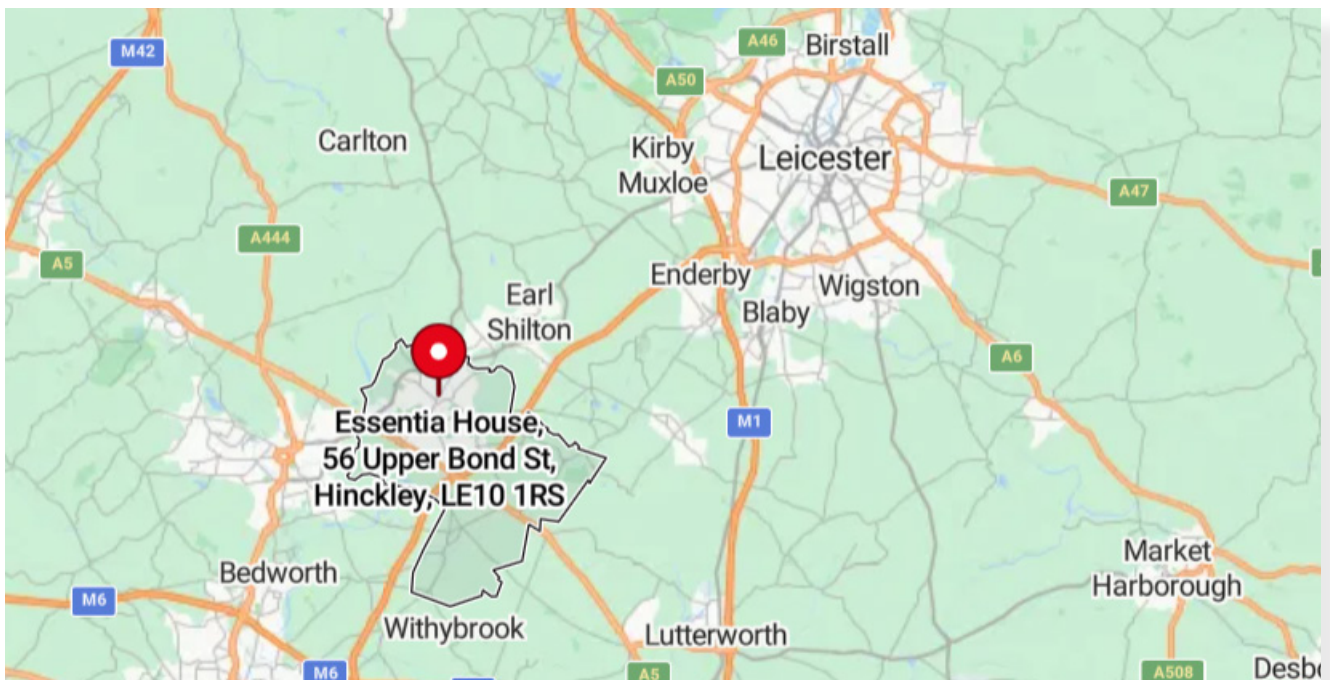 M42
A46
Birstall
A50
Carlton
Kirby
Muxloe
Leicester
A47
A444
A5
Enderby
Wigston
Earl
Shilton
Blaby
A6
M1
Essentia House,
56 Upper Bond St,
Hinckley, LE10 1RS
Market
Harborough
Bedworth
M6
Withybrook
Lutterworth
M6
A5
A508
Desb